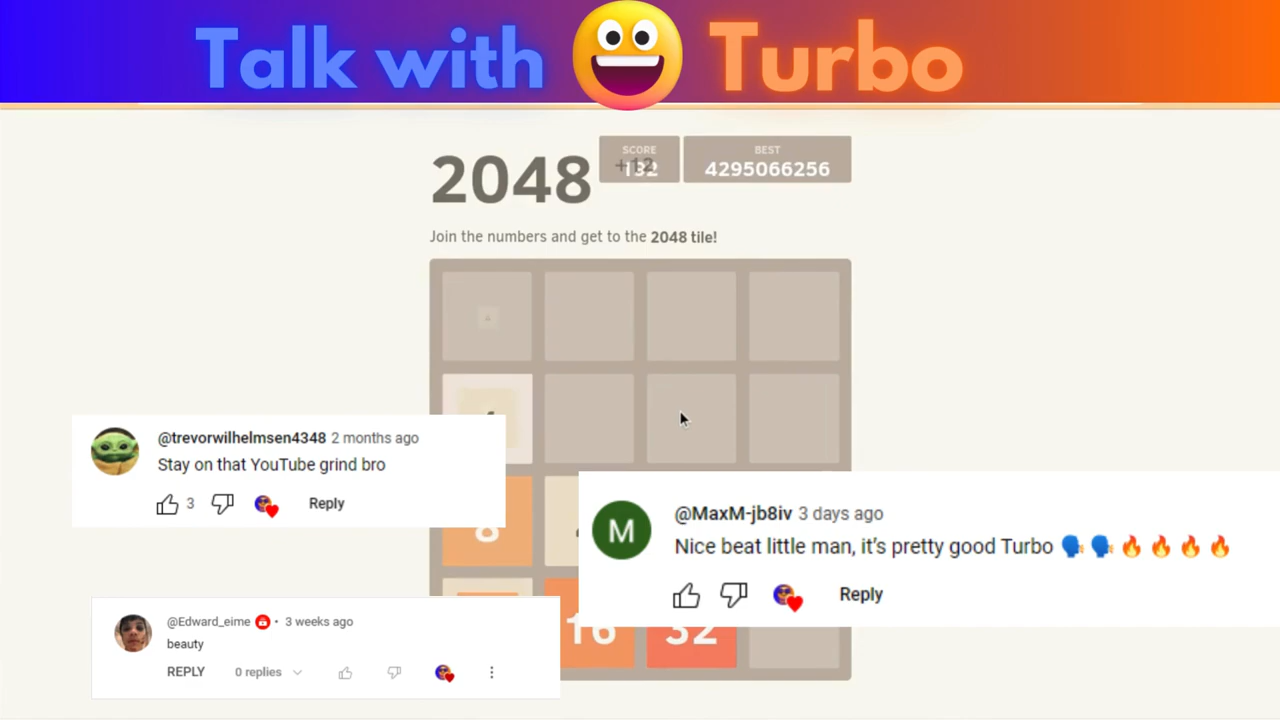 Talk with Turbo
2048
SCORE
132
+12
BEST
4295066256
Join the numbers and get to the 2048 tile!
@trevorwilhelmsen4348 2 months ago
Stay on that YouTube grind bro
3 Reply
8
@MaxM-jb8iv 3 days ago
Nice beat little man, it's pretty good Turbo 🗣️🗣️🔥🔥🔥🔥
M
Reply
@Edward_eime • 3 weeks ago
beauty
REPLY 0 replies
16 32